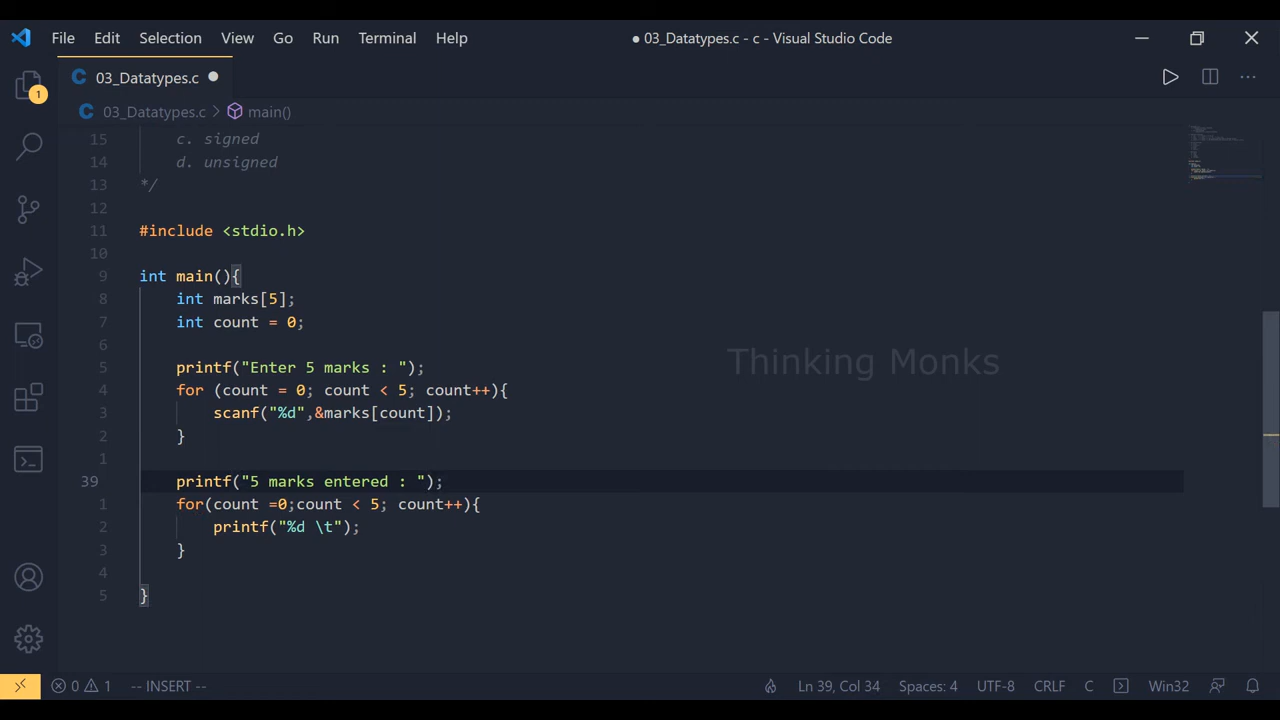 File Edit Selection View Go Run Terminal Help ● 03_Datatypes.c - c - Visual Studio Code
03_Datatypes.c
03_Datatypes.c > main()
1
15 c. signed
14 d. unsigned
13 */
12
11 #include <stdio.h>
10
9 int main(){
8 int marks[5];
7 int count = 0;
6
5 printf("Enter 5 marks : ");
Thinking Monks
4 for (count = 0; count < 5; count++){
3 scanf("%d",&marks[count]);
2 }
1
39 printf("5 marks entered : ");
1 for(count =0;count < 5; count++){
2 printf("%d \t");
3 }
4
5 }
0 1 -- INSERT -- Ln 39, Col 34 Spaces: 4 UTF-8 CRLF C Win32